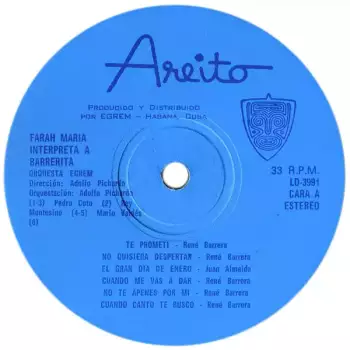 Areito
PRODUCIDO Y DISTRIBUIDO
POR EGREM - HABANA, CUBA
FARAH MARIA
INTERPRETA A
BARRERITA
ORQUESTA EGREM
Dirección: Adolfo Pichardo
Orquestación: Adolfo Pichardo
(1-3) Pedro Coto (2) Rey
Montesino (4-5) Mario Valdés
(6)
33 R.P.M.
LD-3991
CARA A
ESTEREO
TE PROMETI - René Barrera
NO QUISIERA DESPERTAR - René Barrera
EL GRAN DIA DE ENERO - Juan Almeida
CUANDO ME VAS A DAR - René Barrera
NO TE APENES POR MI - René Barrera
CUANDO CANTO TE BUSCO - René Barrera